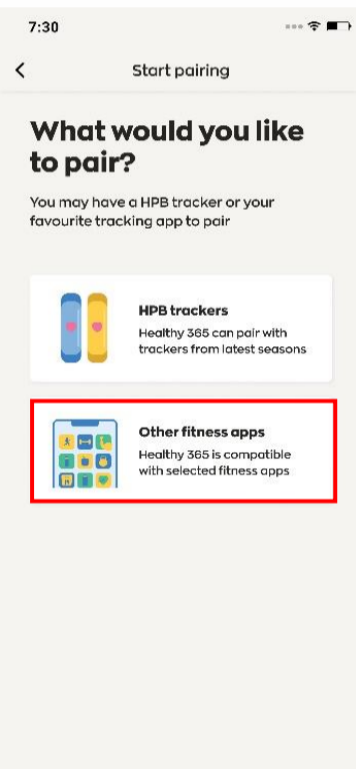 7:30
Start pairing
What would you like
to pair?
You may have a HPB tracker or your
favourite tracking app to pair
HPB trackers
Healthy 365 can pair with
trackers from latest seasons
Other fitness apps
Healthy 365 is compatible
with selected fitness apps